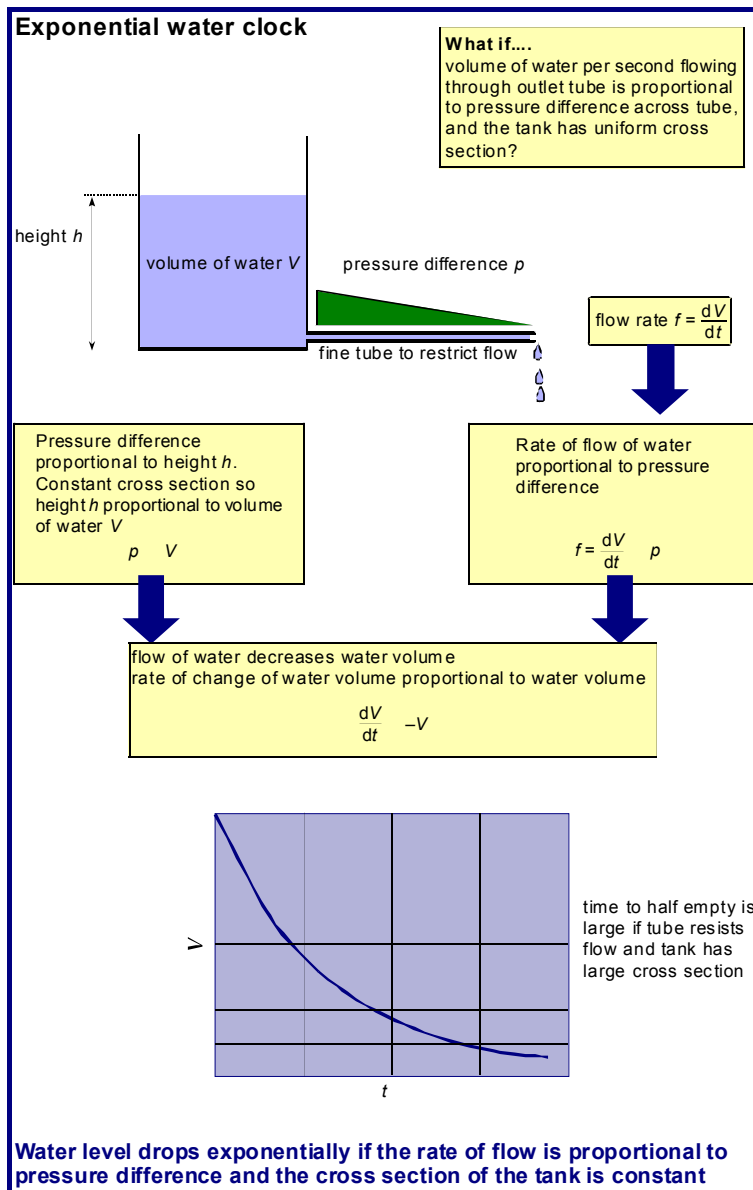 Exponential water clock
What if....
volume of water per second flowing
through outlet tube is proportional
to pressure difference across tube,
and the tank has uniform cross
section?
height h
volume of water V
pressure difference p
fine tube to restrict flow
flow rate f = dV/dt
Pressure difference
proportional to height h.
Constant cross section so
height h proportional to volume
of water V
p V
Rate of flow of water
proportional to pressure
difference
f = dV/dt p
flow of water decreases water volume
rate of change of water volume proportional to water volume
dV/dt –V
V
t
time to half empty is
large if tube resists
flow and tank has
large cross section
Water level drops exponentially if the rate of flow is proportional to
pressure difference and the cross section of the tank is constant